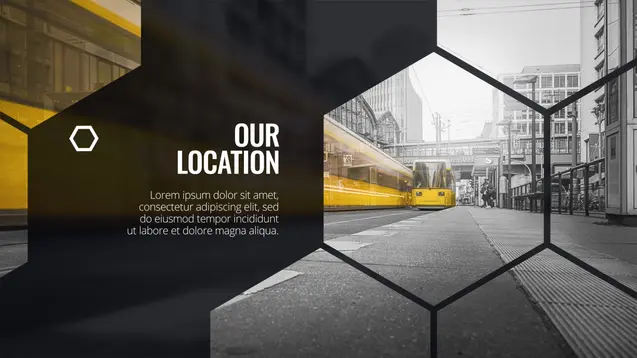 OUR
LOCATION
Lorem ipsum dolor sit amet,
consectetur adipiscing elit, sed
do eiusmod tempor incididunt
ut labore et dolore magna aliqua.